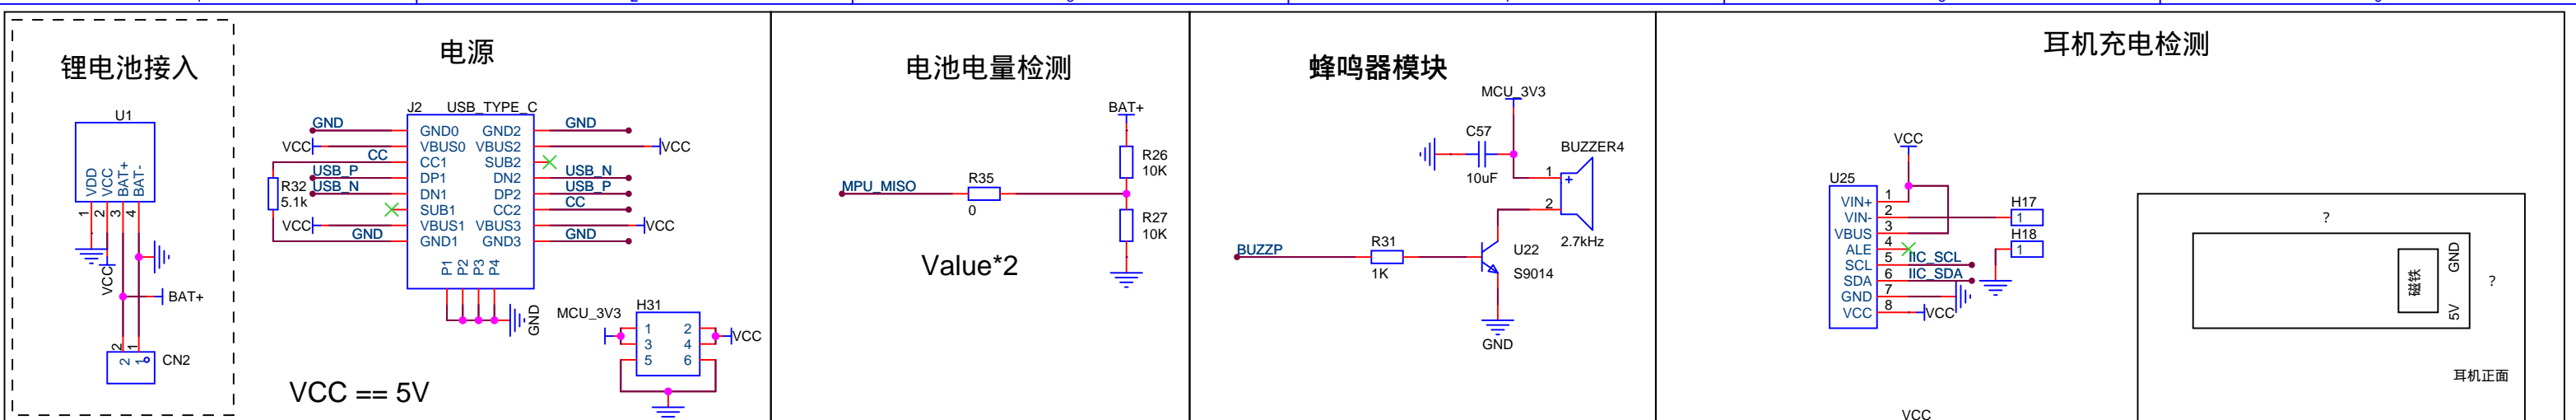 锂电池接入
U1
VDD
VCC
BAT+
BAT-
1
2
3
4
VCC
BAT+
2
1
2
1
CN2
电源
J2
USB_TYPE_C
GND
GND0
GND2
GND
VCC
VBUS0
VBUS2
VCC
CC
CC1
SUB2
USB_P
DP1
DN2
USB_N
USB_N
DN1
DP2
USB_P
R32
5.1k
SUB1
CC2
CC
VCC
VBUS1
VBUS3
VCC
GND
GND1
GND3
GND
P1
P2
P3
P4
GND
MCU_3V3
H31
1
2
3
4
5
6
VCC
VCC == 5V
电池电量检测
BAT+
R26
10K
MPU_MISO
R35
0
R27
10K
Value*2
蜂鸣器模块
MCU_3V3
C57
10uF
BUZZER4
1
+
2
2.7kHz
BUZZP
R31
1K
U22
S9014
GND
耳机充电检测
VCC
U25
VIN+
1
VIN-
2
VBUS
3
ALE
4
SCL
5
IIC_SCL
SDA
6
IIC_SDA
GND
7
VCC
8
VCC
H17
1
H18
1
?
磁铁
GND
5V
?
耳机正面
VCC